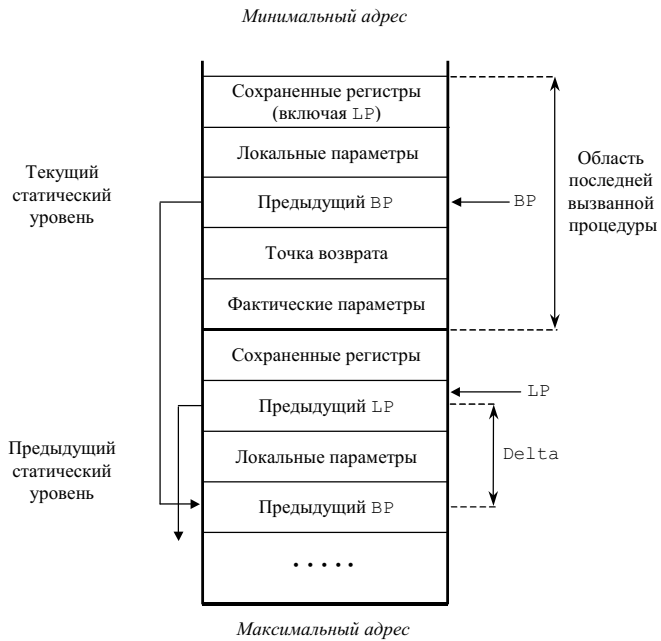 Минимальный адрес
Сохраненные регистры
(включая LP)
Локальные параметры
Текущий
статический
уровень
Предыдущий BP
BP
Область
последней
вызванной
процедуры
Точка возврата
Фактические параметры
Сохраненные регистры
LP
Предыдущий LP
Предыдущий
статический
уровень
Локальные параметры
Delta
Предыдущий BP
. . . . .
Максимальный адрес